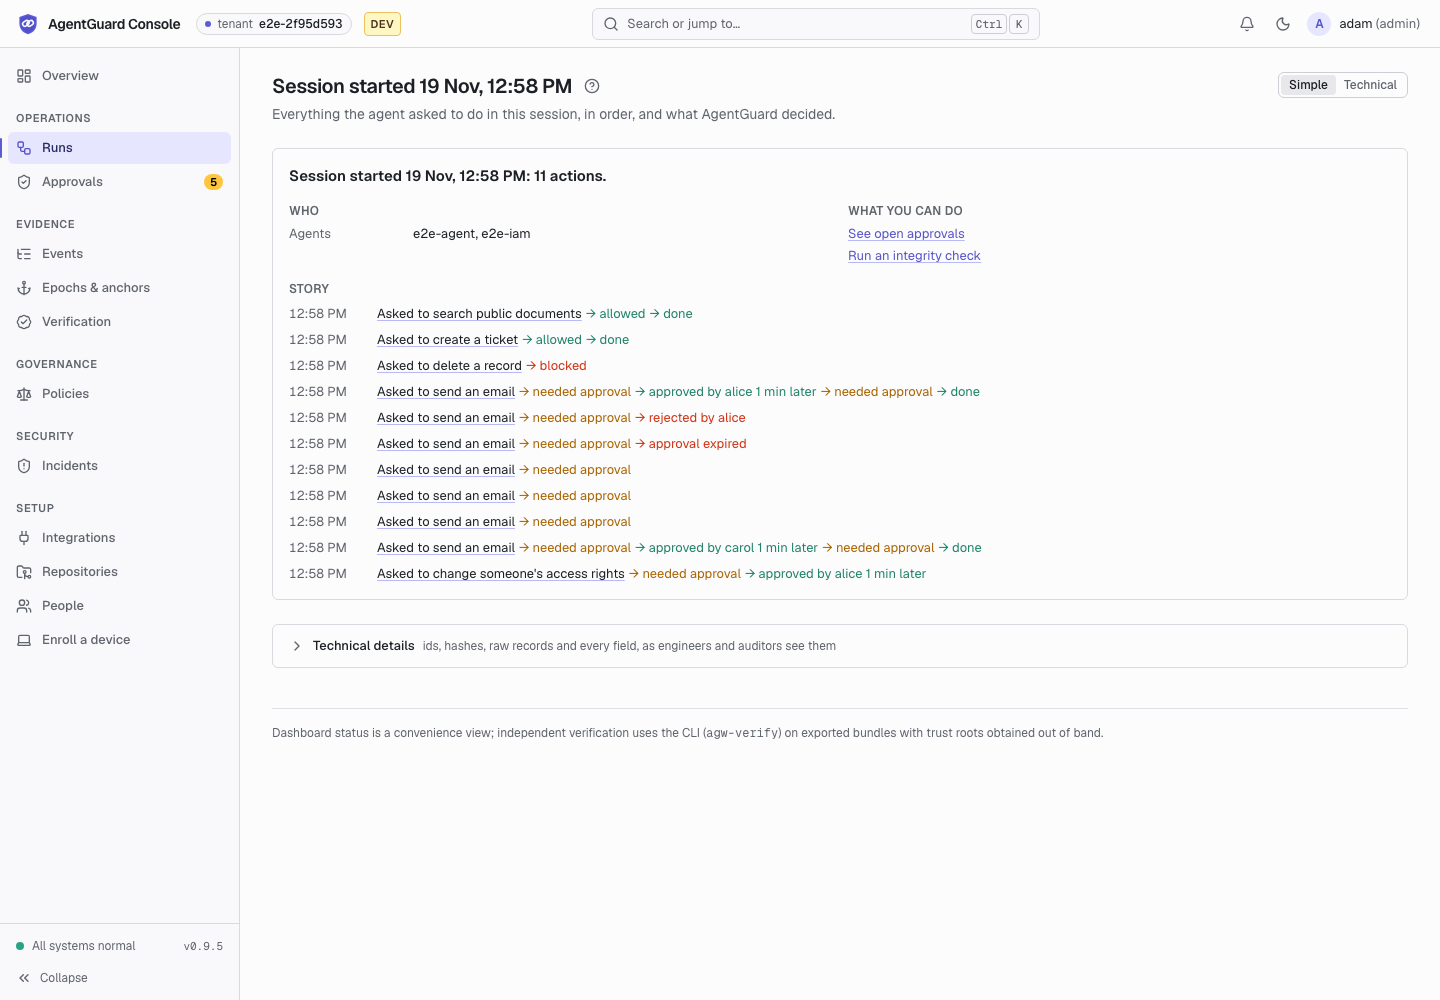 AgentGuard Console
tenant e2e-2f95d593
DEV
Search or jump to...
Ctrl K
A
adam (admin)
Overview
OPERATIONS
Runs
Approvals 5
EVIDENCE
Events
Epochs & anchors
Verification
GOVERNANCE
Policies
SECURITY
Incidents
SETUP
Integrations
Repositories
People
Enroll a device
All systems normal v0.9.5
Collapse
Session started 19 Nov, 12:58 PM
Simple Technical
Everything the agent asked to do in this session, in order, and what AgentGuard decided.
Session started 19 Nov, 12:58 PM: 11 actions.
WHO
Agents e2e-agent, e2e-iam
WHAT YOU CAN DO
See open approvals
Run an integrity check
STORY
12:58 PM Asked to search public documents → allowed → done
12:58 PM Asked to create a ticket → allowed → done
12:58 PM Asked to delete a record → blocked
12:58 PM Asked to send an email → needed approval → approved by alice 1 min later → needed approval → done
12:58 PM Asked to send an email → needed approval → rejected by alice
12:58 PM Asked to send an email → needed approval → approval expired
12:58 PM Asked to send an email → needed approval
12:58 PM Asked to send an email → needed approval
12:58 PM Asked to send an email → needed approval
12:58 PM Asked to send an email → needed approval → approved by carol 1 min later → needed approval → done
12:58 PM Asked to change someone's access rights → needed approval → approved by alice 1 min later
Technical details ids, hashes, raw records and every field, as engineers and auditors see them
Dashboard status is a convenience view; independent verification uses the CLI (agw-verify) on exported bundles with trust roots obtained out of band.